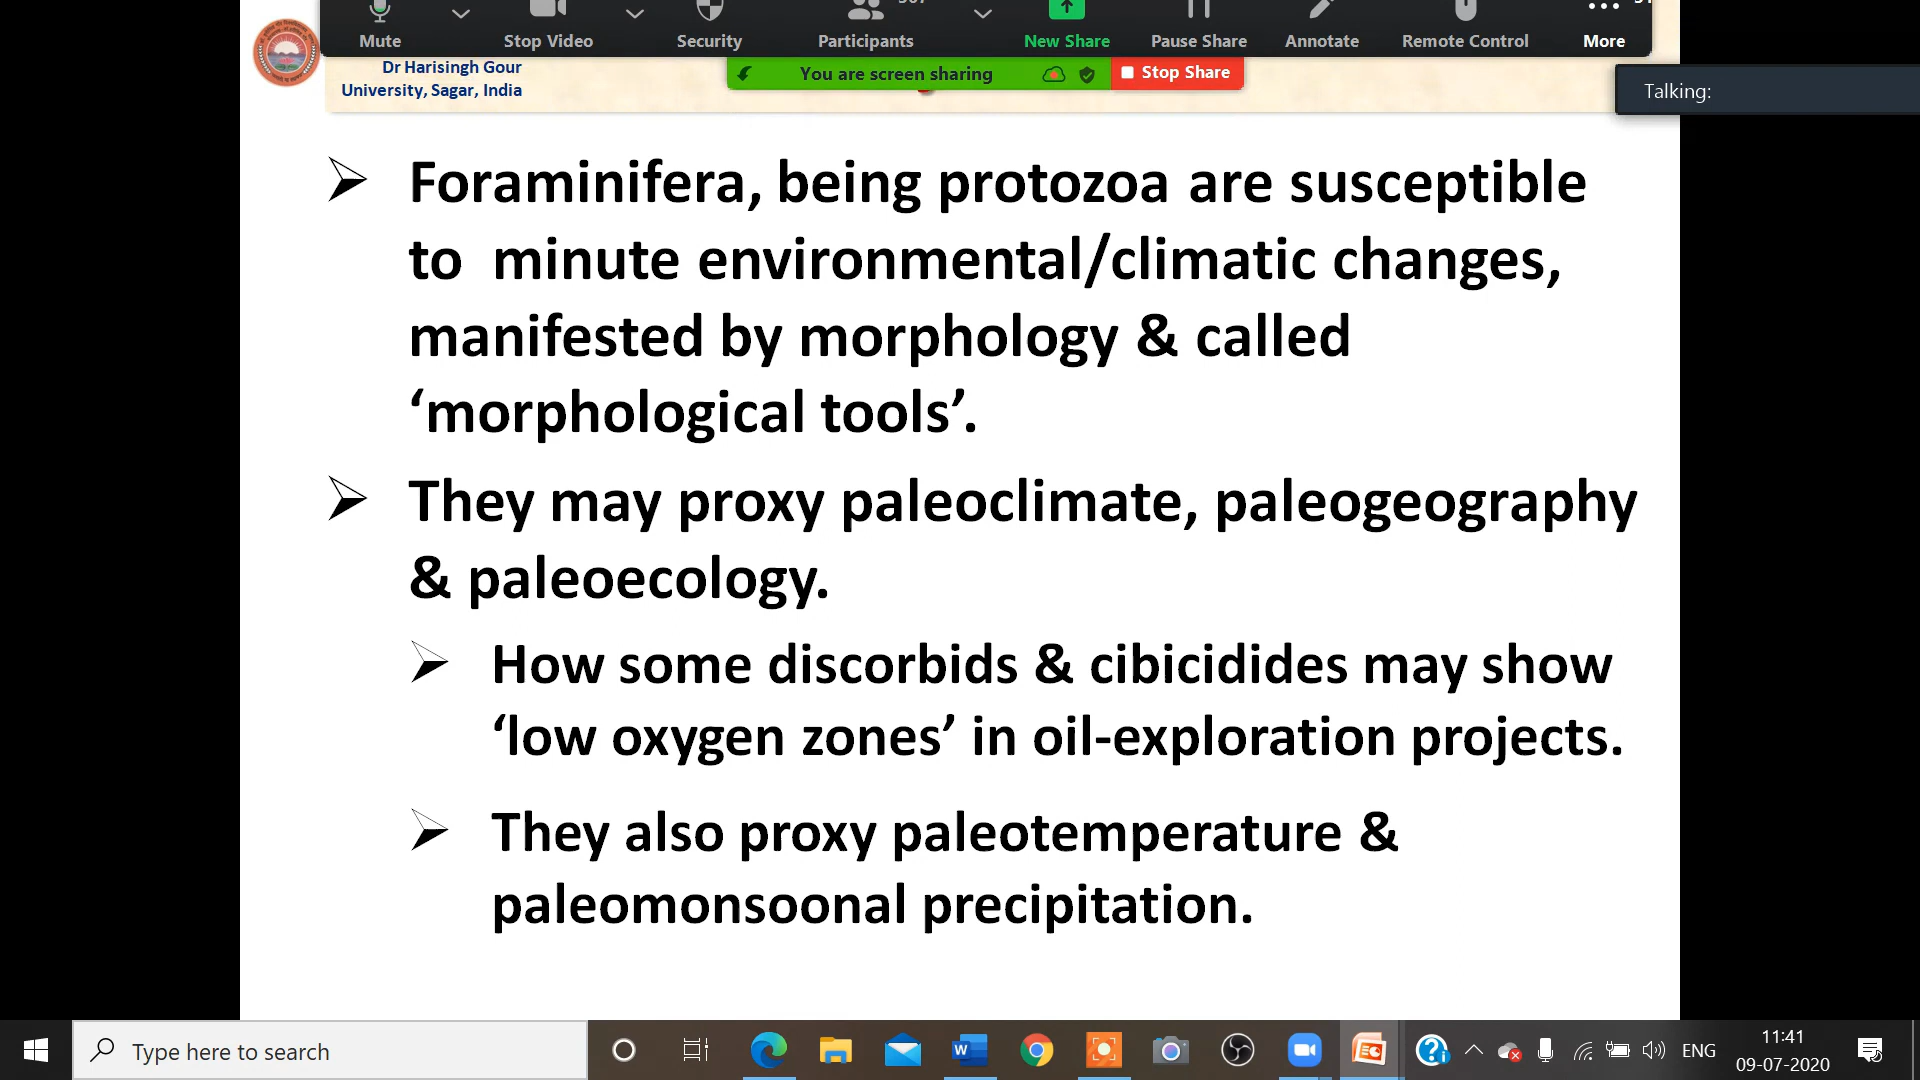 Mute
Stop Video
Security
Participants
New Share
Pause Share
Annotate
Remote Control
More
Dr Harisingh Gour
University, Sagar, India
You are screen sharing
Stop Share
Talking:
Foraminifera, being protozoa are susceptible
to minute environmental/climatic changes,
manifested by morphology & called
‘morphological tools’.
They may proxy paleoclimate, paleogeography
& paleoecology.
How some discorbids & cibicidides may show
‘low oxygen zones’ in oil-exploration projects.
They also proxy paleotemperature &
paleomonsoonal precipitation.
Type here to search
ENG
11:41
09-07-2020